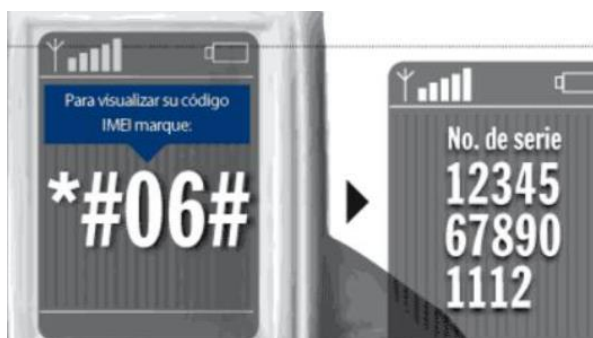 Para visualizar su código
IMEI marque:
*#06#
No. de serie
12345
67890
1112